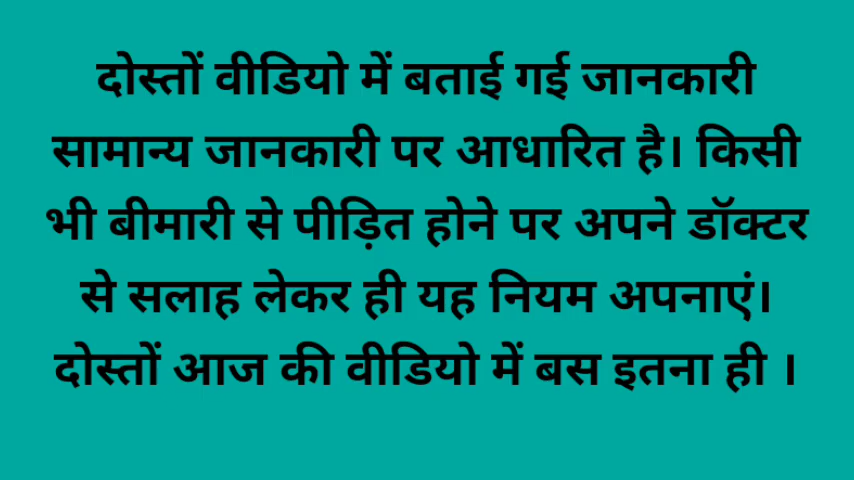 दोस्तों वीडियो में बताई गई जानकारी
सामान्य जानकारी पर आधारित है। किसी
भी बीमारी से पीड़ित होने पर अपने डॉक्टर
से सलाह लेकर ही यह नियम अपनाएं।
दोस्तों आज की वीडियो में बस इतना ही ।